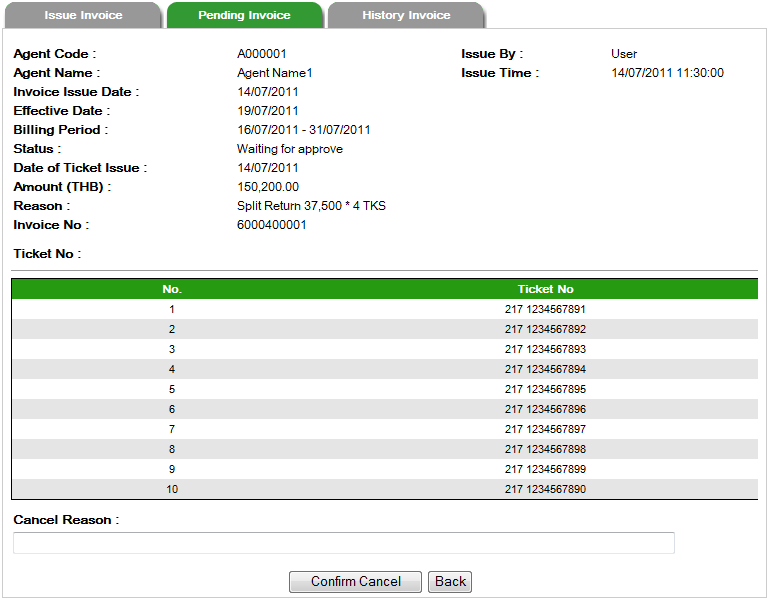 Issue Invoice Pending Invoice History Invoice
Agent Code : A000001 Issue By : User
Agent Name : Agent Name1 Issue Time : 14/07/2011 11:30:00
Invoice Issue Date : 14/07/2011
Effective Date : 19/07/2011
Billing Period : 16/07/2011 - 31/07/2011
Status : Waiting for approve
Date of Ticket Issue : 14/07/2011
Amount (THB) : 150,200.00
Reason : Split Return 37,500 * 4 TKS
Invoice No : 6000400001
Ticket No :
No. Ticket No
1 217 1234567891
2 217 1234567892
3 217 1234567893
4 217 1234567894
5 217 1234567895
6 217 1234567896
7 217 1234567897
8 217 1234567898
9 217 1234567899
10 217 1234567890
Cancel Reason :
Confirm Cancel Back